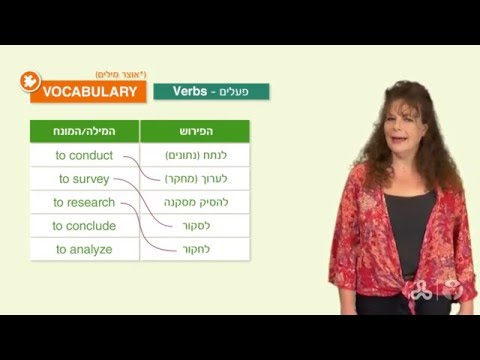 (*אוצר מילים)
VOCABULARY
פעלים - Verbs
המילה/המונח הפירוש
to conduct לנתח (נתונים)
to survey לערוך (מחקר)
to research להסיק מסקנה
to conclude לסקור
to analyze לחקור